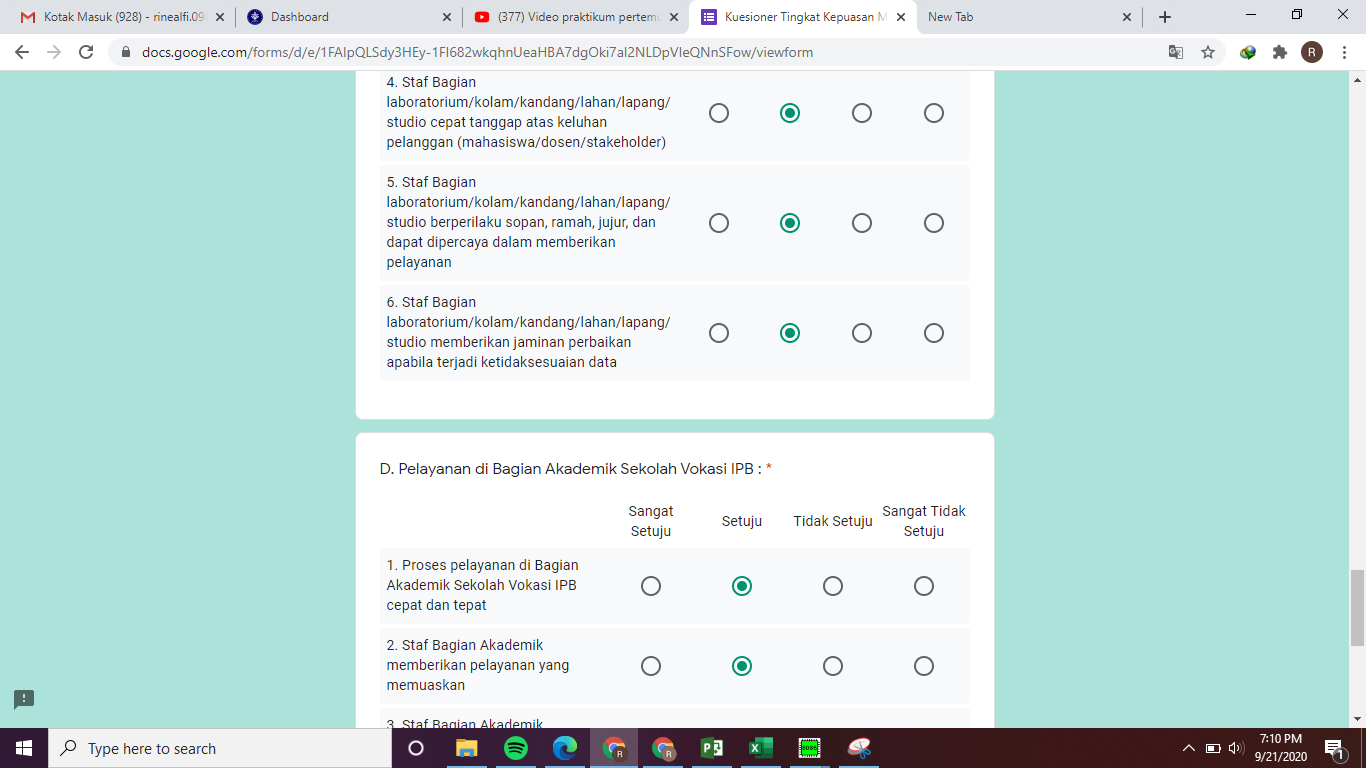 Kotak Masuk (928) - rinealfi.09
Dashboard
(377) Video praktikum pertem
Kuesioner Tingkat Kepuasan M
New Tab
docs.google.com/forms/d/e/1FAIpQLSdy3HEy-1FI682wkqhnUeaHBA7dgOki7al2NLDpVIeQNnSFow/viewform
R
4. Staf Bagian
laboratorium/kolam/kandang/lahan/lapang/
studio cepat tanggap atas keluhan
pelanggan (mahasiswa/dosen/stakeholder)
5. Staf Bagian
laboratorium/kolam/kandang/lahan/lapang/
studio berperilaku sopan, ramah, jujur, dan
dapat dipercaya dalam memberikan
pelayanan
6. Staf Bagian
laboratorium/kolam/kandang/lahan/lapang/
studio memberikan jaminan perbaikan
apabila terjadi ketidaksesuaian data
D. Pelayanan di Bagian Akademik Sekolah Vokasi IPB : *
Sangat
Setuju
Setuju
Tidak Setuju
Sangat Tidak
Setuju
1. Proses pelayanan di Bagian
Akademik Sekolah Vokasi IPB
cepat dan tepat
2. Staf Bagian Akademik
memberikan pelayanan yang
memuaskan
3. Staf Bagian Akademik
Type here to search
7:10 PM
9/21/2020
1